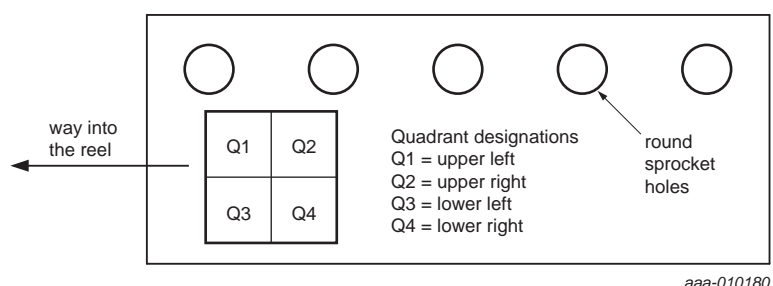 way into
the reel
Q1
Q2
Q3
Q4
Quadrant designations
Q1 = upper left
Q2 = upper right
Q3 = lower left
Q4 = lower right
round
sprocket
holes
aaa-010180